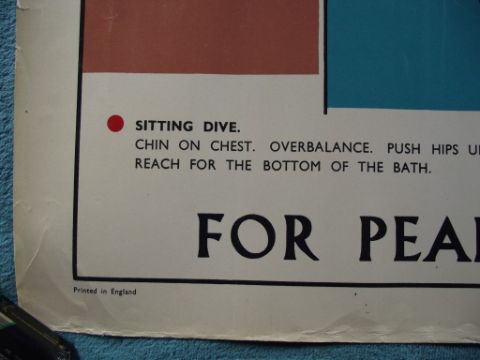 SITTING DIVE.
CHIN ON CHEST. OVERBALANCE. PUSH HIPS
REACH FOR THE BOTTOM OF THE BATH.
FOR
Printed in England